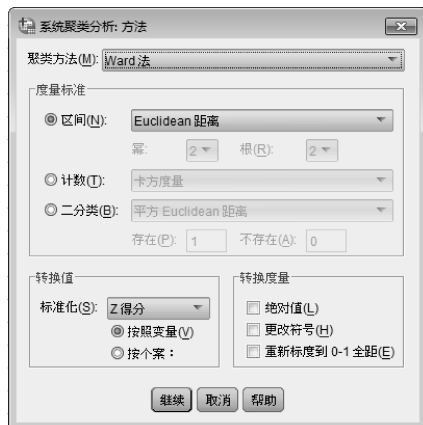 系统聚类分析: 方法
聚类方法(M): Ward 法
度量标准
区间(N): Euclidean 距离
幂: 2 根(R): 2
计数(T): 卡方度量
二分类(B): 平方 Euclidean 距离
存在(P): 1 不存在(A): 0
转换值
标准化(S): Z 得分
按照变量(V)
按个案：
转换度量
绝对值(L)
更改符号(H)
重新标度到 0-1 全距(E)
继续 取消 帮助